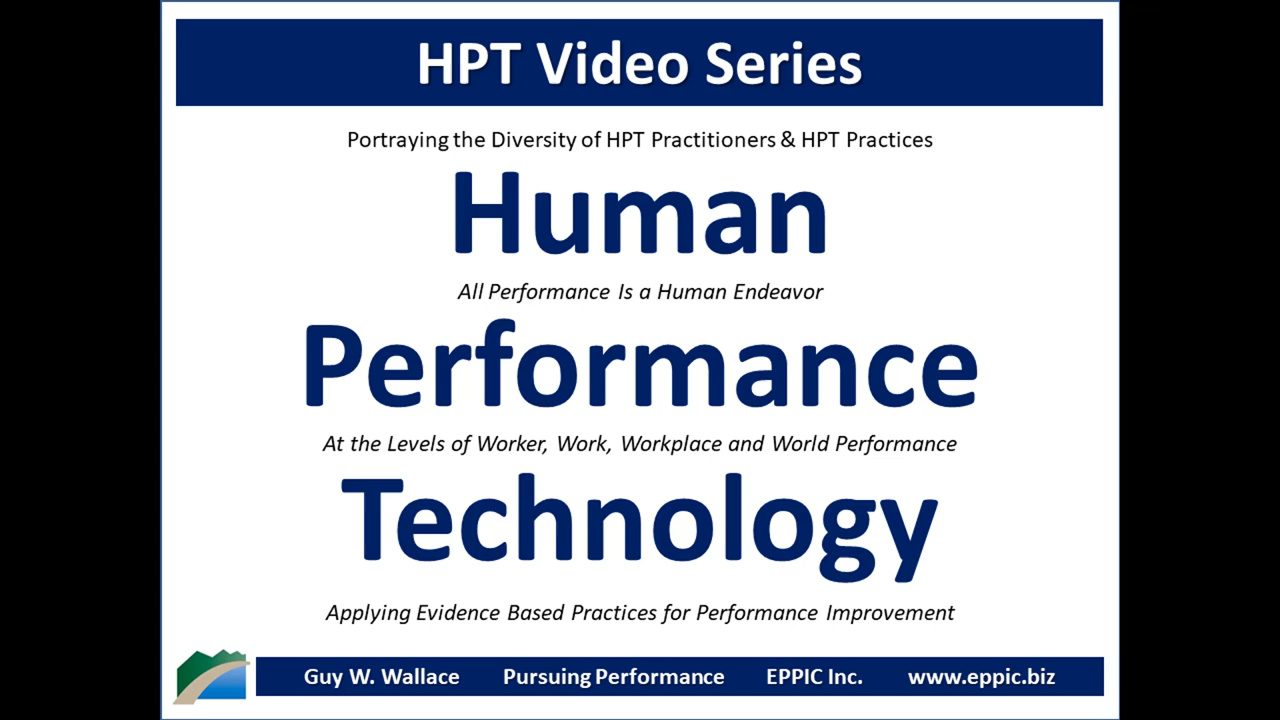 HPT Video Series
Portraying the Diversity of HPT Practitioners & HPT Practices
Human
All Performance Is a Human Endeavor
Performance
At the Levels of Worker, Work, Workplace and World Performance
Technology
Applying Evidence Based Practices for Performance Improvement
Guy W. Wallace Pursuing Performance EPPIC Inc. www.eppic.biz